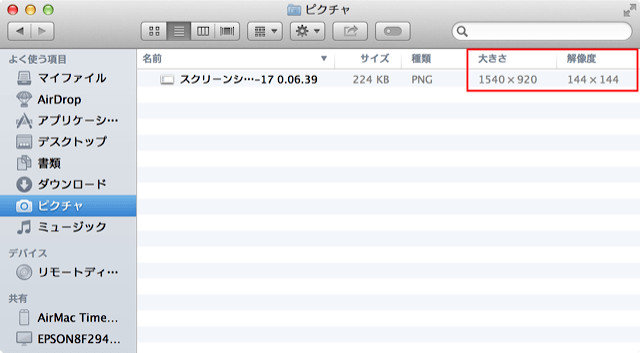 ピクチャ
名前 サイズ 種類 大きさ 解像度
よく使う項目
マイファイル
スクリーンシ…-17 0.06.39 224 KB PNG 1540 × 920 144 × 144
AirDrop
アプリケーシ…
デスクトップ
書類
ダウンロード
ピクチャ
ミュージック
デバイス
リモートディ…
共有
AirMac Time…
EPSON8F294…